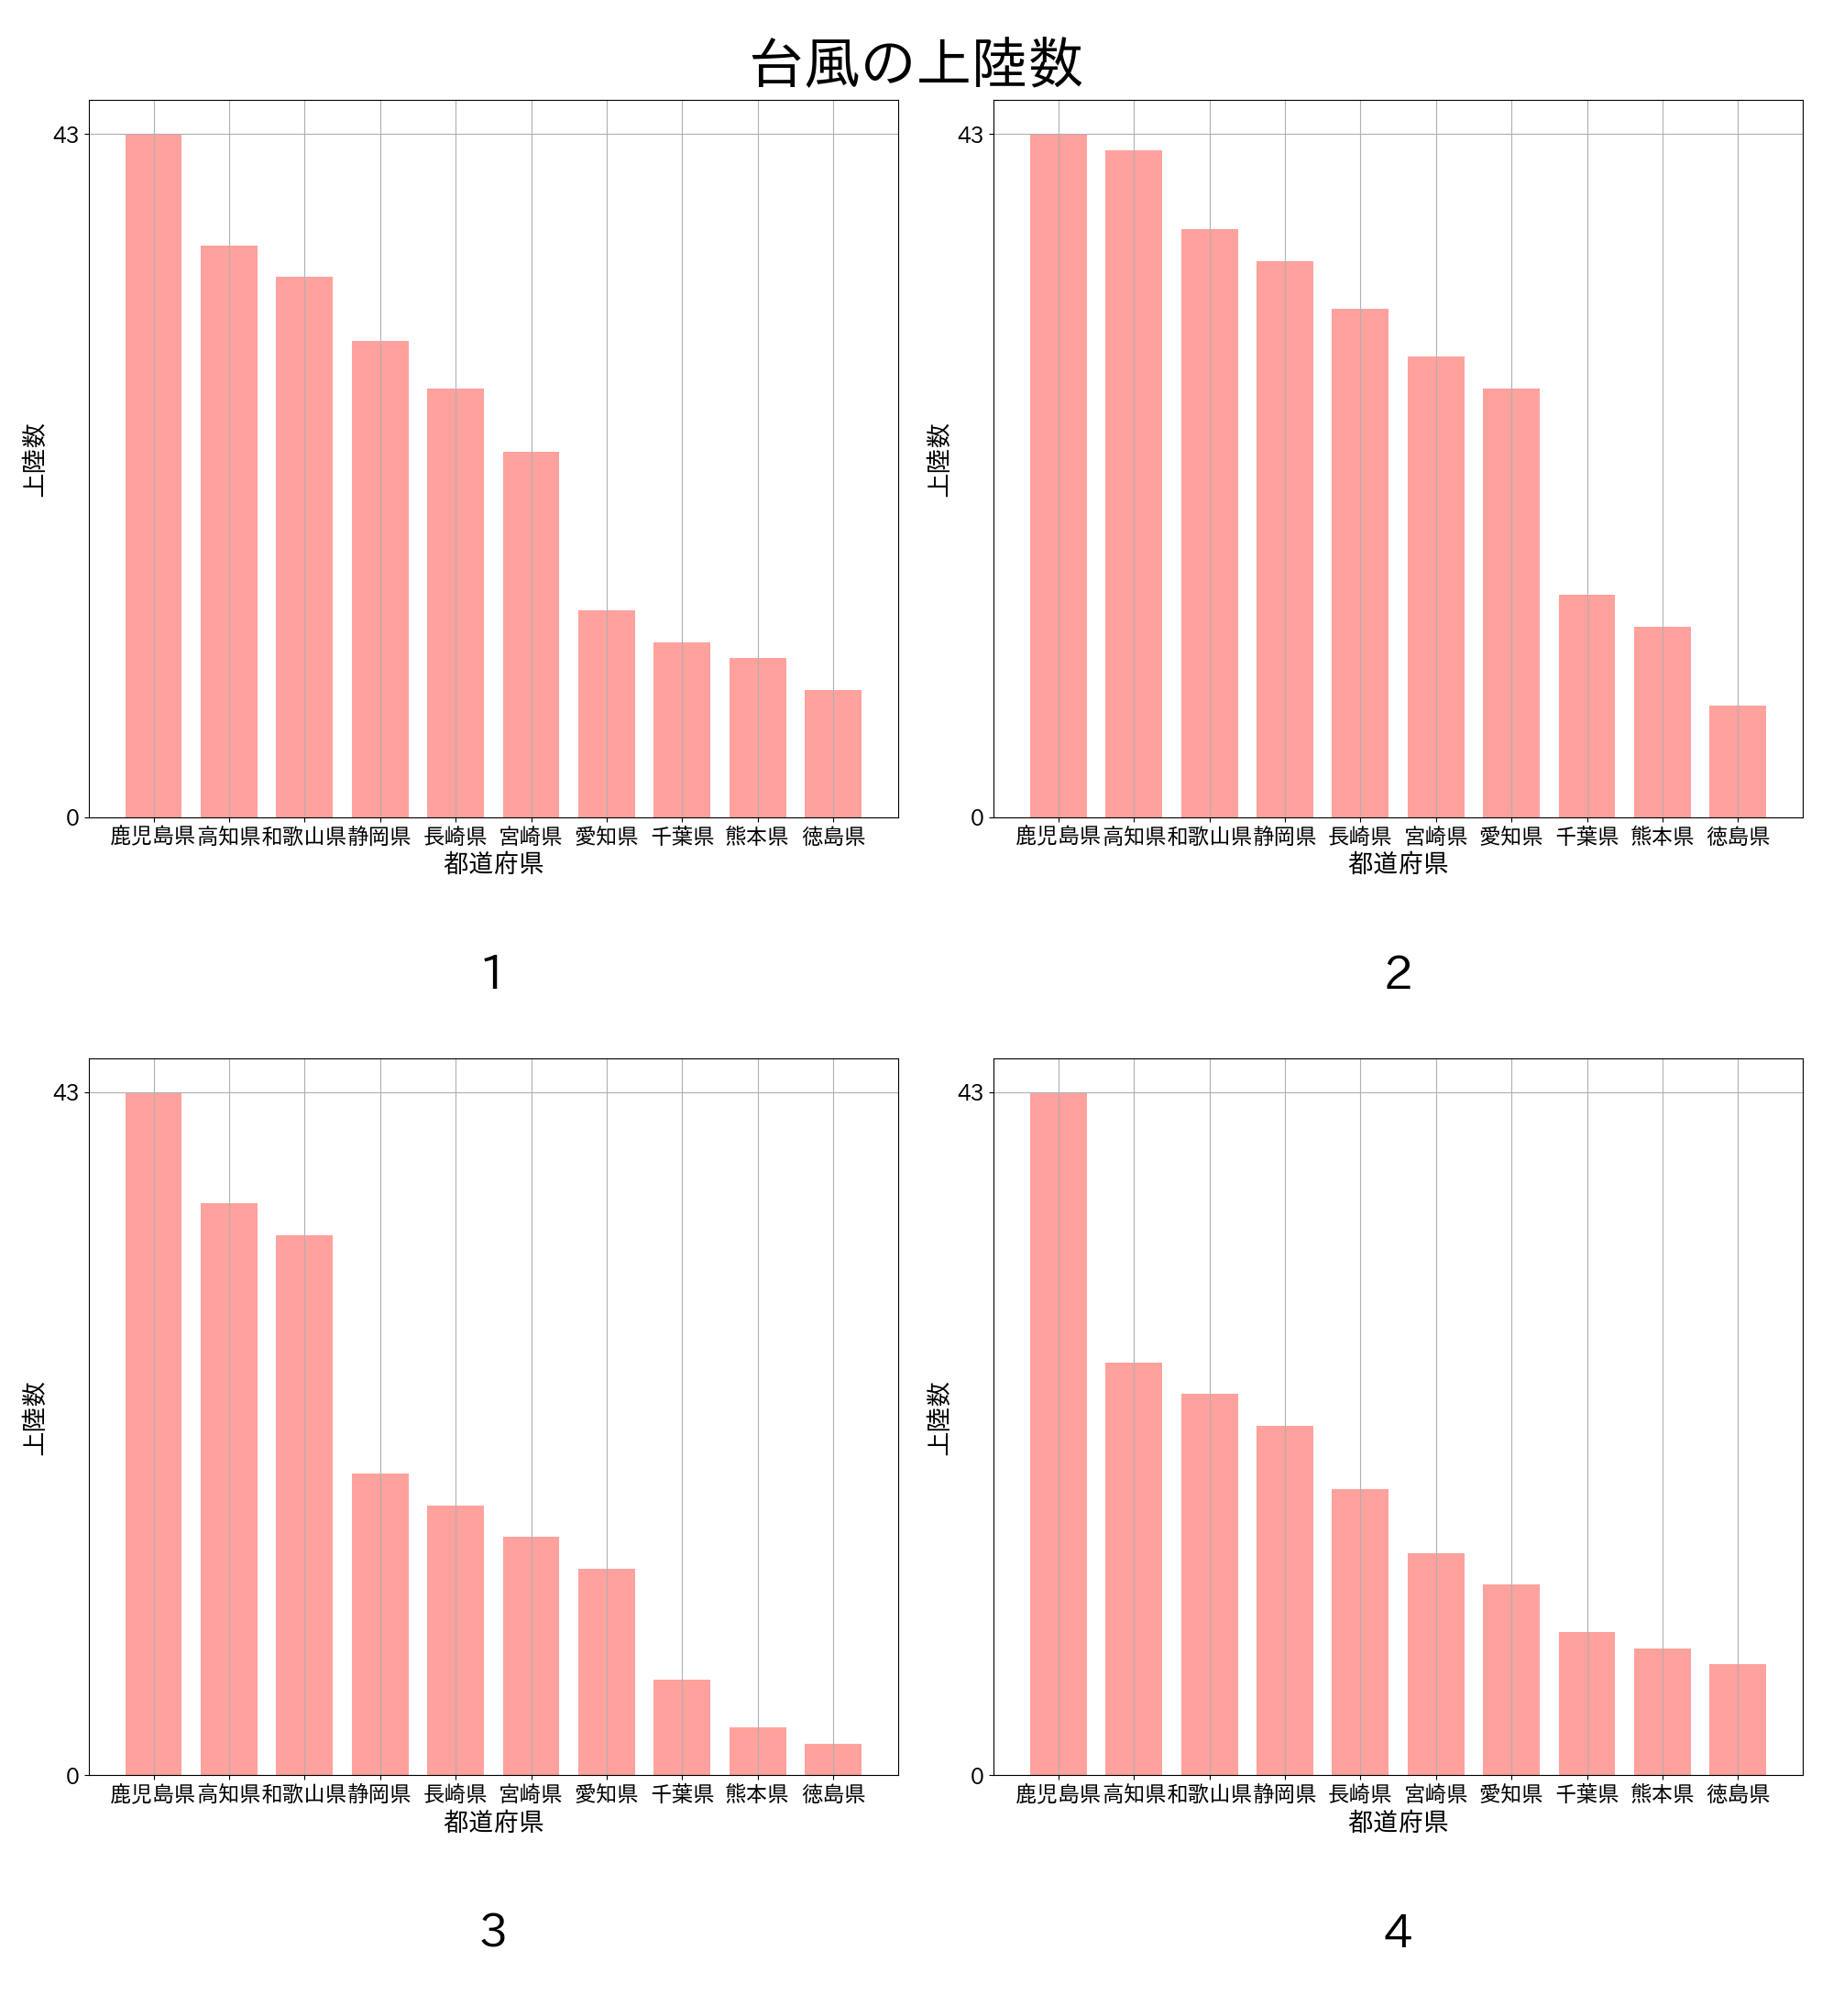 台風の上陸数
43
0
上陸数
鹿児島県 高知県 和歌山県 静岡県 長崎県 宮崎県 愛知県 千葉県 熊本県 徳島県
都道府県
1
43
0
上陸数
鹿児島県 高知県 和歌山県 静岡県 長崎県 宮崎県 愛知県 千葉県 熊本県 徳島県
都道府県
2
43
0
上陸数
鹿児島県 高知県 和歌山県 静岡県 長崎県 宮崎県 愛知県 千葉県 熊本県 徳島県
都道府県
3
43
0
上陸数
鹿児島県 高知県 和歌山県 静岡県 長崎県 宮崎県 愛知県 千葉県 熊本県 徳島県
都道府県
4